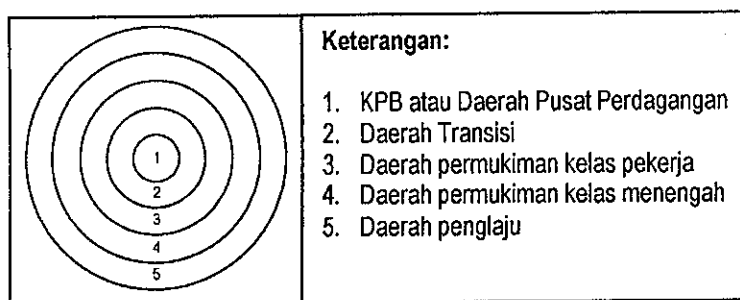 1
2
3
4
5
Keterangan:
1. KPB atau Daerah Pusat Perdagangan
2. Daerah Transisi
3. Daerah permukiman kelas pekerja
4. Daerah permukiman kelas menengah
5. Daerah penglaju